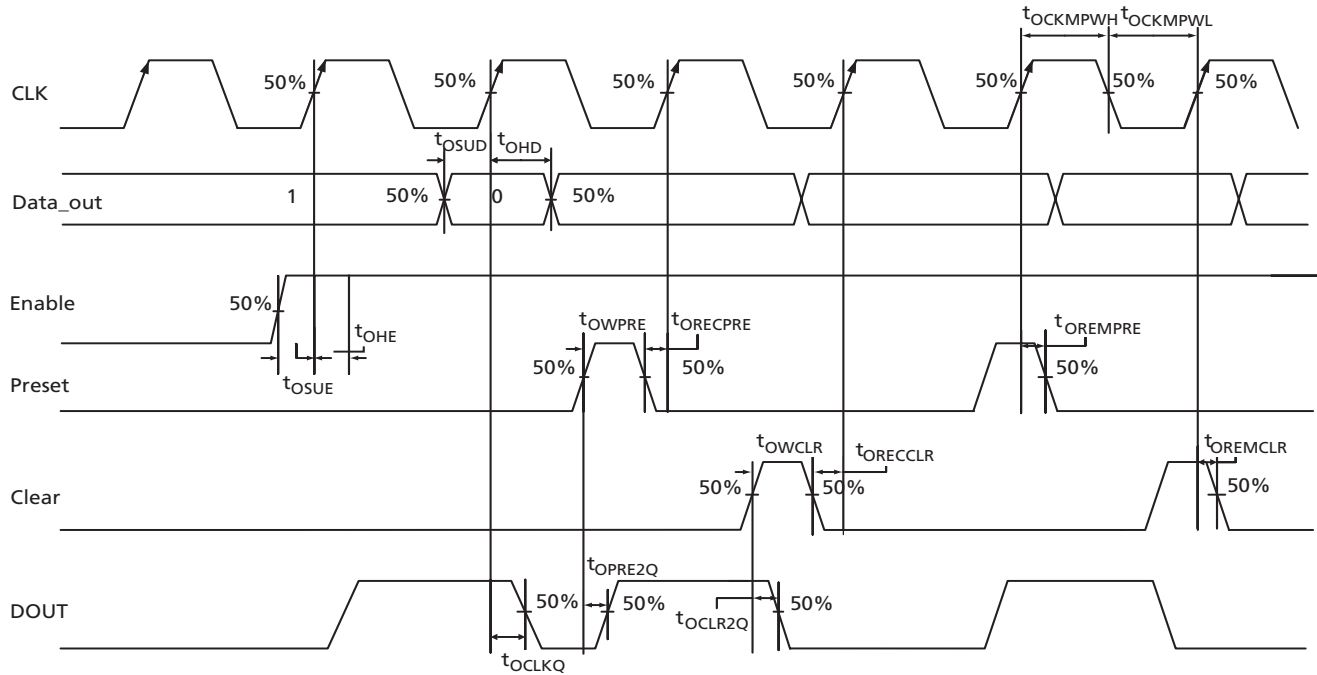 tOCKMPWH tOCKMPWL
CLK
50% 50% 50% 50% 50% 50% 50%
tOSUD tOHD
Data_out
1 50% 0 50%
Enable
50%
tOHE
tOSUE
tOWPRE tORECPRE tOREMPRE
Preset
50% 50% 50%
tOWCLR tORECCLR tOREMCLR
Clear
50% 50% 50%
DOUT
tOPRE2Q
50% 50% 50%
tOCLR2Q
tOCLKQ